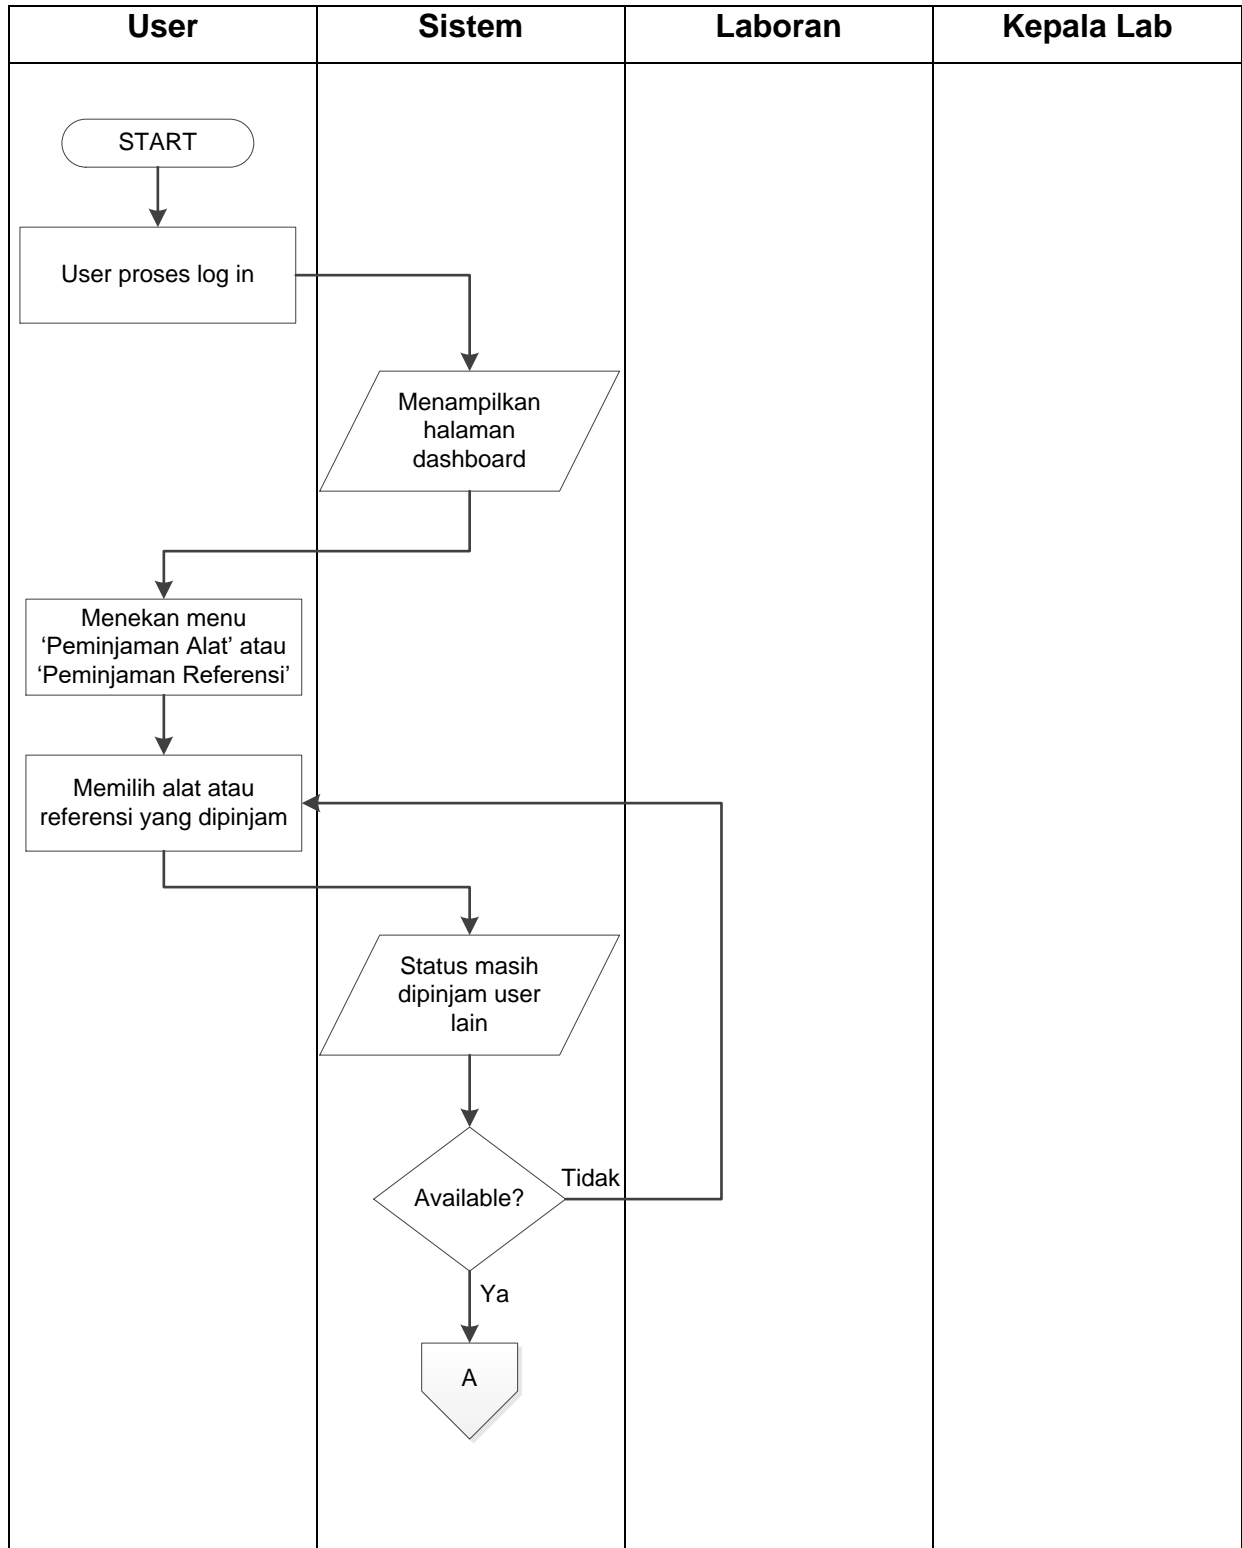 User
Sistem
Laboran
Kepala Lab
START
User proses log in
Menampilkan
halaman
dashboard
Menekan menu
‘Peminjaman Alat’ atau
‘Peminjaman Referensi’
Memilih alat atau
referensi yang dipinjam
Status masih
dipinjam user
lain
Available?
Tidak
Ya
A